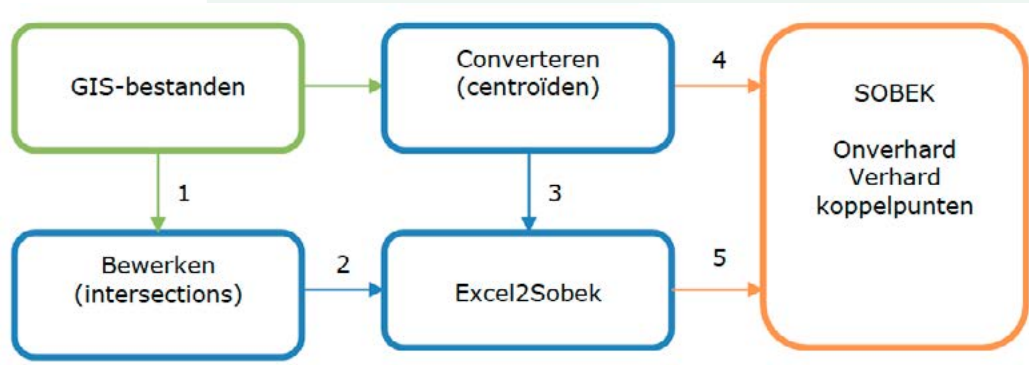 GIS-bestanden
Converteren
(centroïden)
4
SOBEK
Onverhard
Verhard
koppelpunten
1
3
Bewerken
(intersections)
2
Excel2Sobek
5